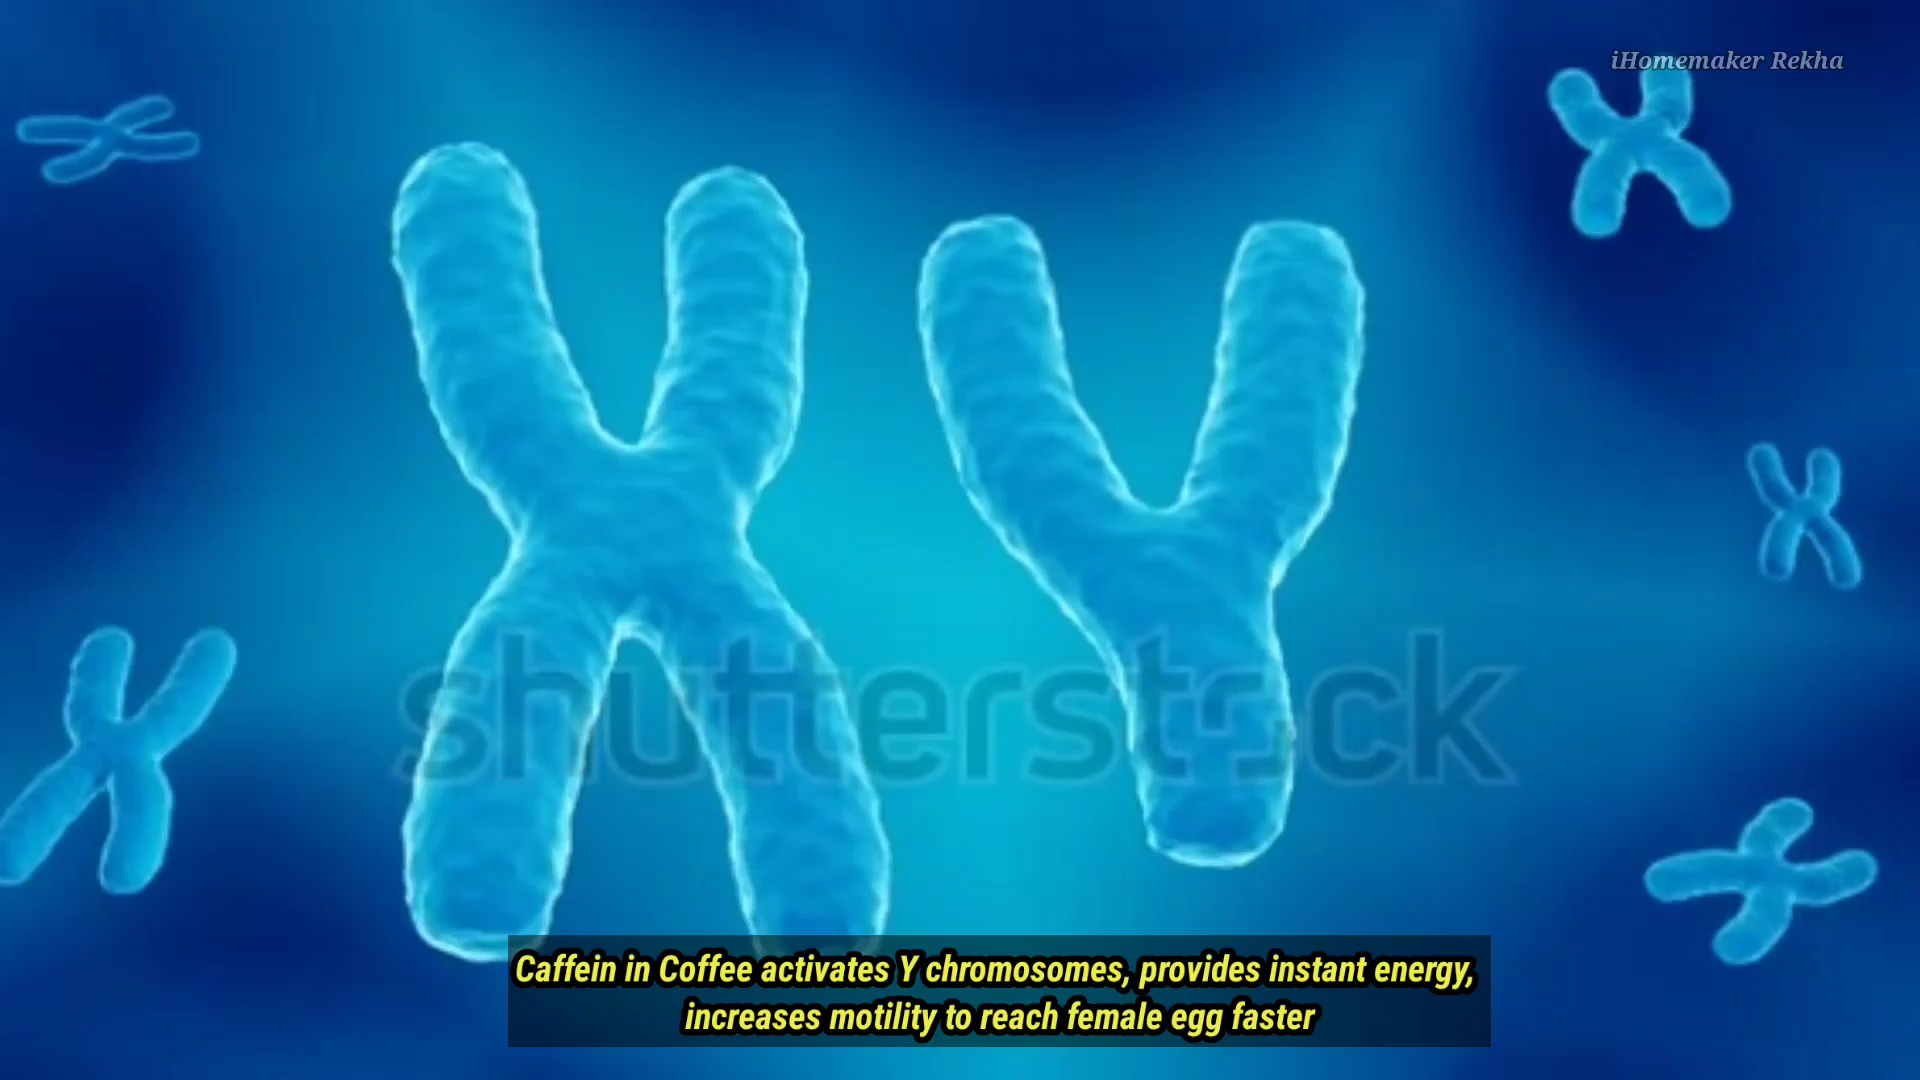 iHomemaker Rekha
shutterstock
Caffein in Coffee activates Y chromosomes, provides instant energy,
increases motility to reach female egg faster